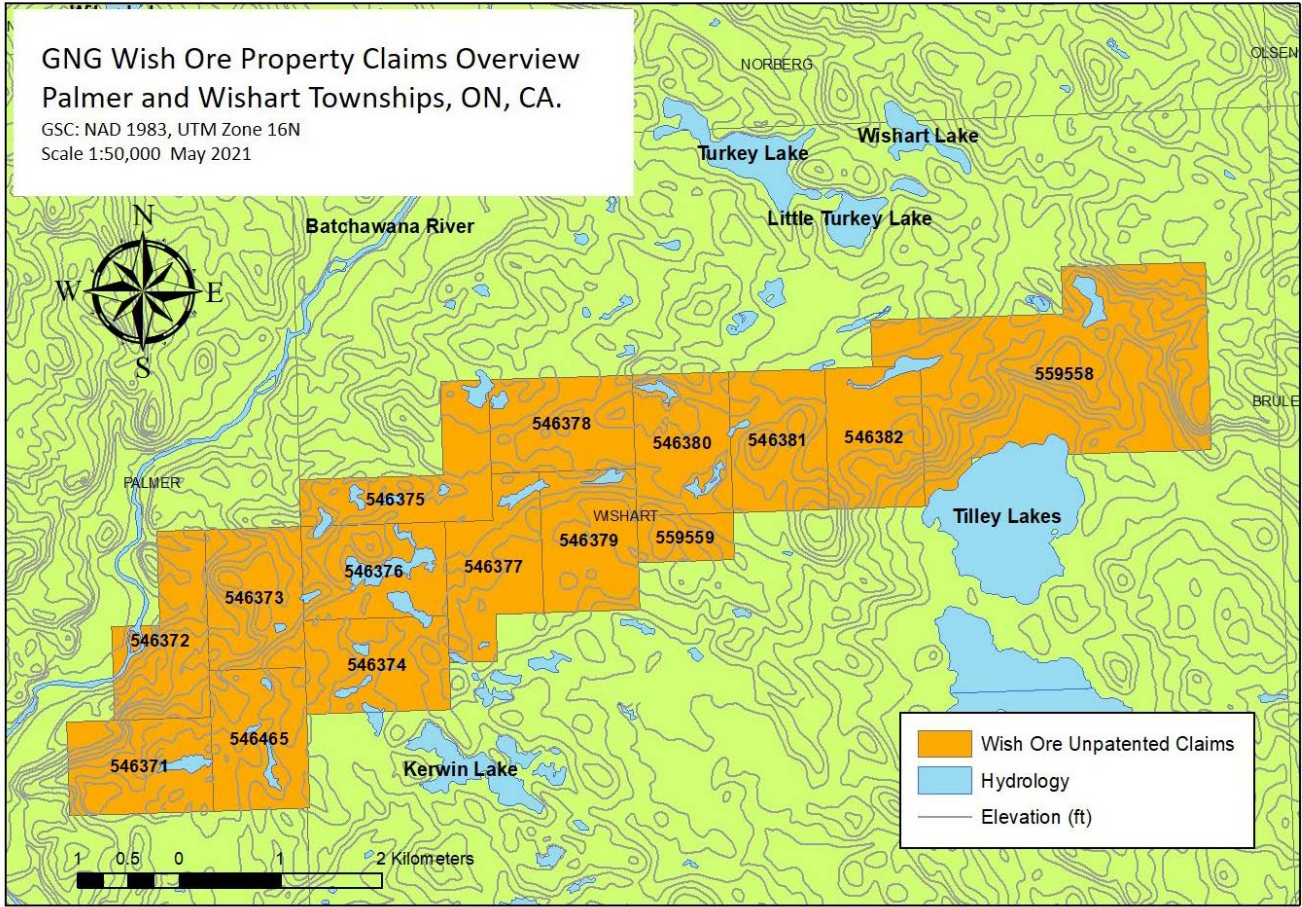 GNG Wish Ore Property Claims Overview
Palmer and Wishart Townships, ON, CA.
GSC: NAD 1983, UTM Zone 16N
Scale 1:50,000 May 2021
OLSEN
NORBERG
Wishart Lake
Turkey Lake
Little Turkey Lake
Batchawana River
N
W
E
S
559558
BRULE
546378
546380
546381
546382
PALMER
546375
WISHART
Tilley Lakes
546379
559559
546376
546377
546373
546372
546374
546465
546371
Kerwin Lake
Wish Ore Unpatented Claims
Hydrology
Elevation (ft)
1 0.5 0 1 2 Kilometers